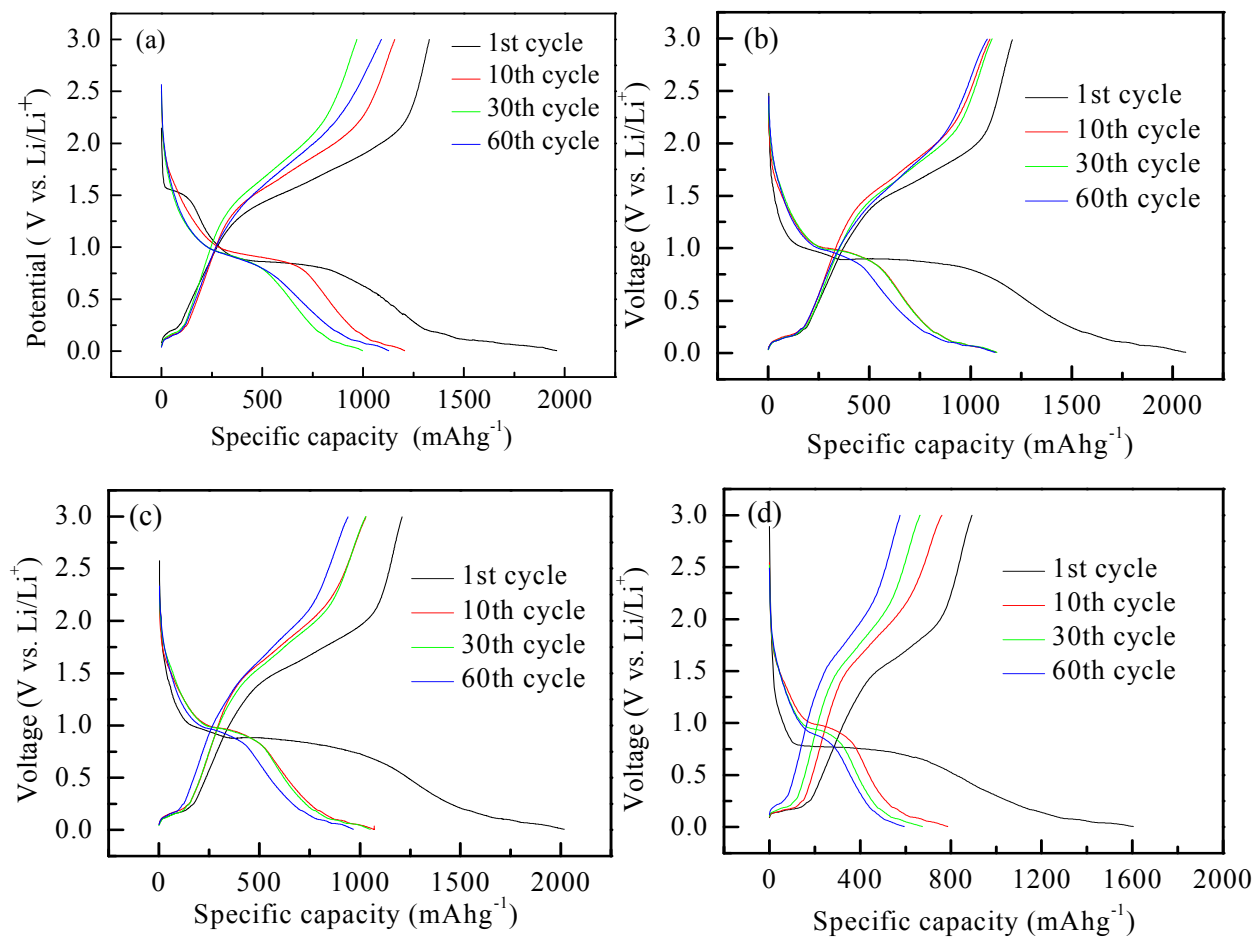 (a)
1st cycle
10th cycle
30th cycle
60th cycle
3.0
2.5
2.0
1.5
1.0
0.5
0.0
Potential ( V vs. Li/Li⁺)
0 500 1000 1500 2000
Specific capacity (mAhg⁻¹)
(b)
1st cycle
10th cycle
30th cycle
60th cycle
3.0
2.5
2.0
1.5
1.0
0.5
0.0
Voltage (V vs. Li/Li⁺)
0 500 1000 1500 2000
Specific capacity (mAhg⁻¹)
(c)
1st cycle
10th cycle
30th cycle
60th cycle
3.0
2.5
2.0
1.5
1.0
0.5
0.0
Voltage (V vs. Li/Li⁺)
0 500 1000 1500 2000
Specific capacity (mAhg⁻¹)
(d)
1st cycle
10th cycle
30th cycle
60th cycle
3.0
2.5
2.0
1.5
1.0
0.5
0.0
Voltage (V vs. Li/Li⁺)
0 400 800 1200 1600 2000
Specific capacity (mAhg⁻¹)